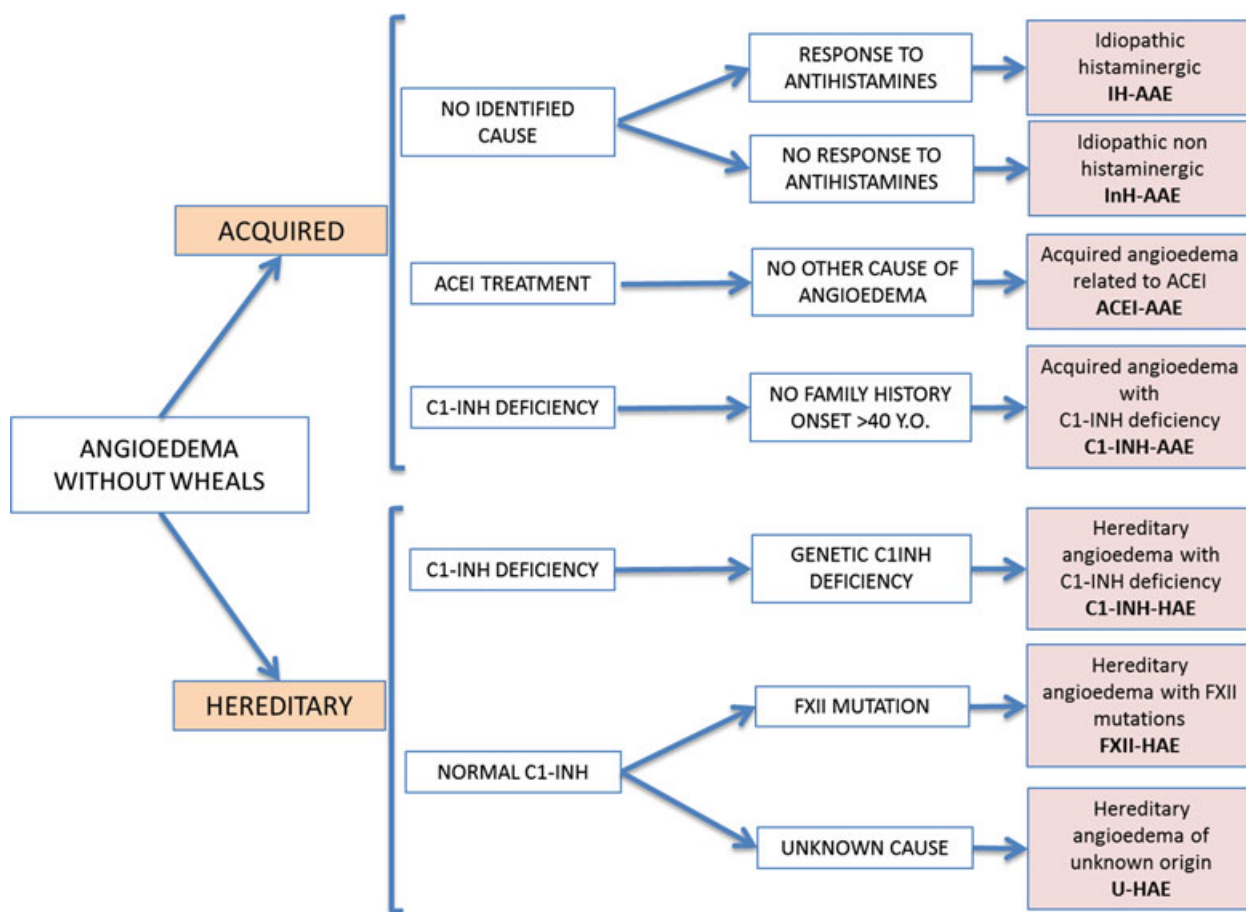 ANGIOEDEMA
WITHOUT WHEALS
ACQUIRED
NO IDENTIFIED
CAUSE
RESPONSE TO
ANTIHISTAMINES
Idiopathic
histaminergic
IH-AAE
NO RESPONSE TO
ANTIHISTAMINES
Idiopathic non
histaminergic
InH-AAE
ACEI TREATMENT
NO OTHER CAUSE OF
ANGIOEDEMA
Acquired angioedema
related to ACEI
ACEI-AAE
C1-INH DEFICIENCY
NO FAMILY HISTORY
ONSET >40 Y.O.
Acquired angioedema
with
C1-INH deficiency
C1-INH-AAE
HEREDITARY
C1-INH DEFICIENCY
GENETIC C1INH
DEFICIENCY
Hereditary
angioedema with
C1-INH deficiency
C1-INH-HAE
NORMAL C1-INH
FXII MUTATION
Hereditary
angioedema with FXII
mutations
FXII-HAE
UNKNOWN CAUSE
Hereditary
angioedema of
unknown origin
U-HAE